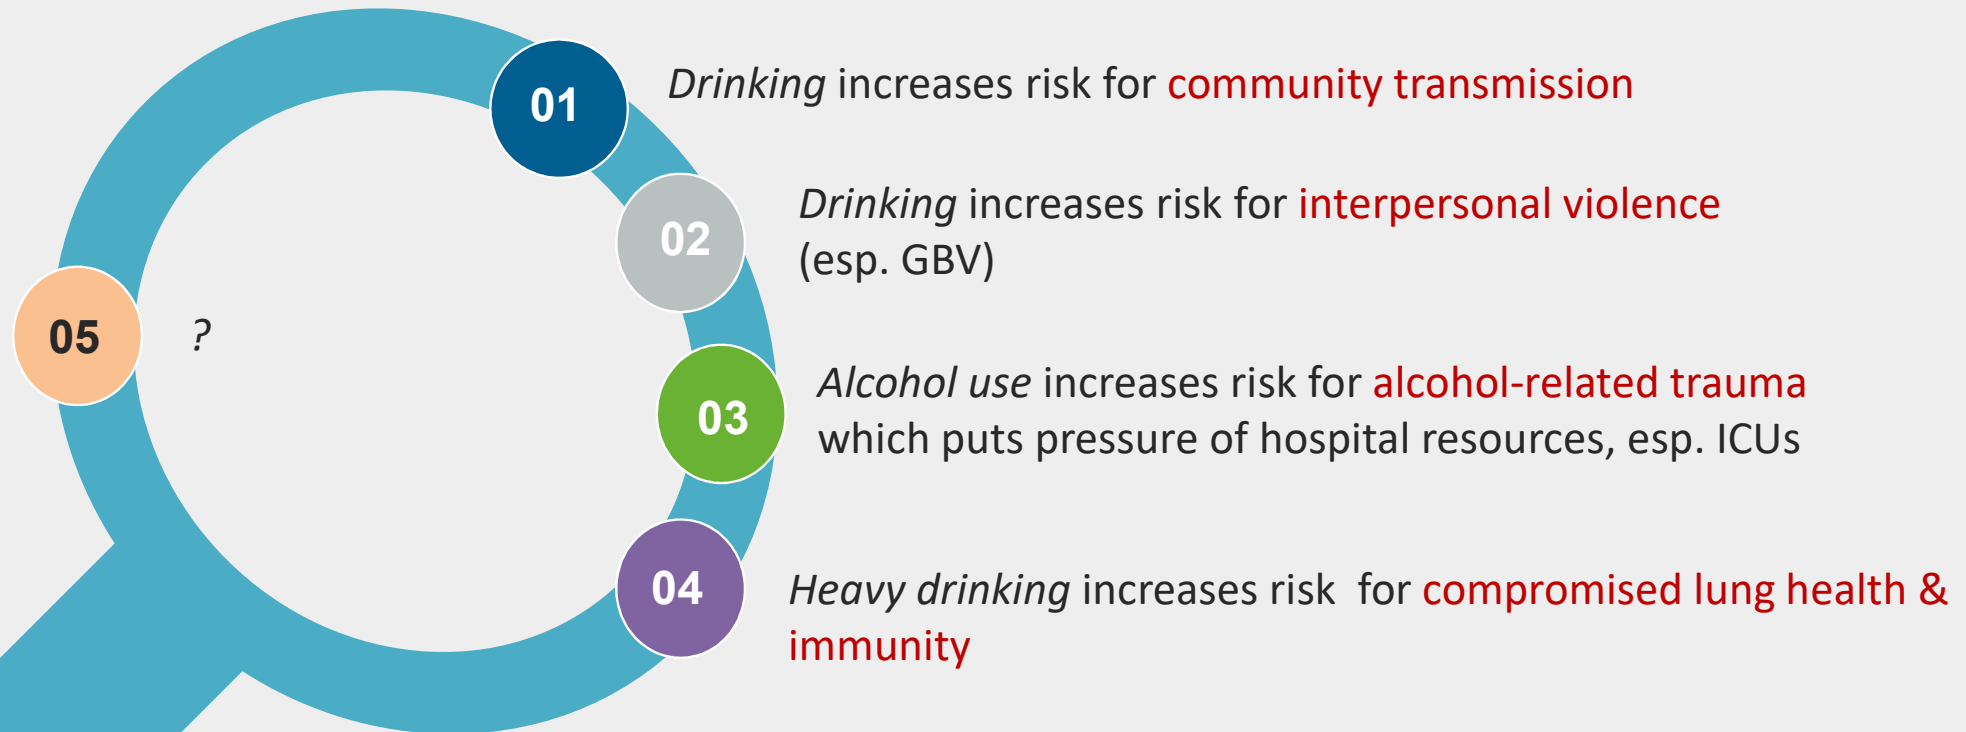 01
Drinking increases risk for community transmission
02
Drinking increases risk for interpersonal violence
(esp. GBV)
05
?
03
Alcohol use increases risk for alcohol-related trauma
which puts pressure of hospital resources, esp. ICUs
04
Heavy drinking increases risk  for compromised lung health &
immunity